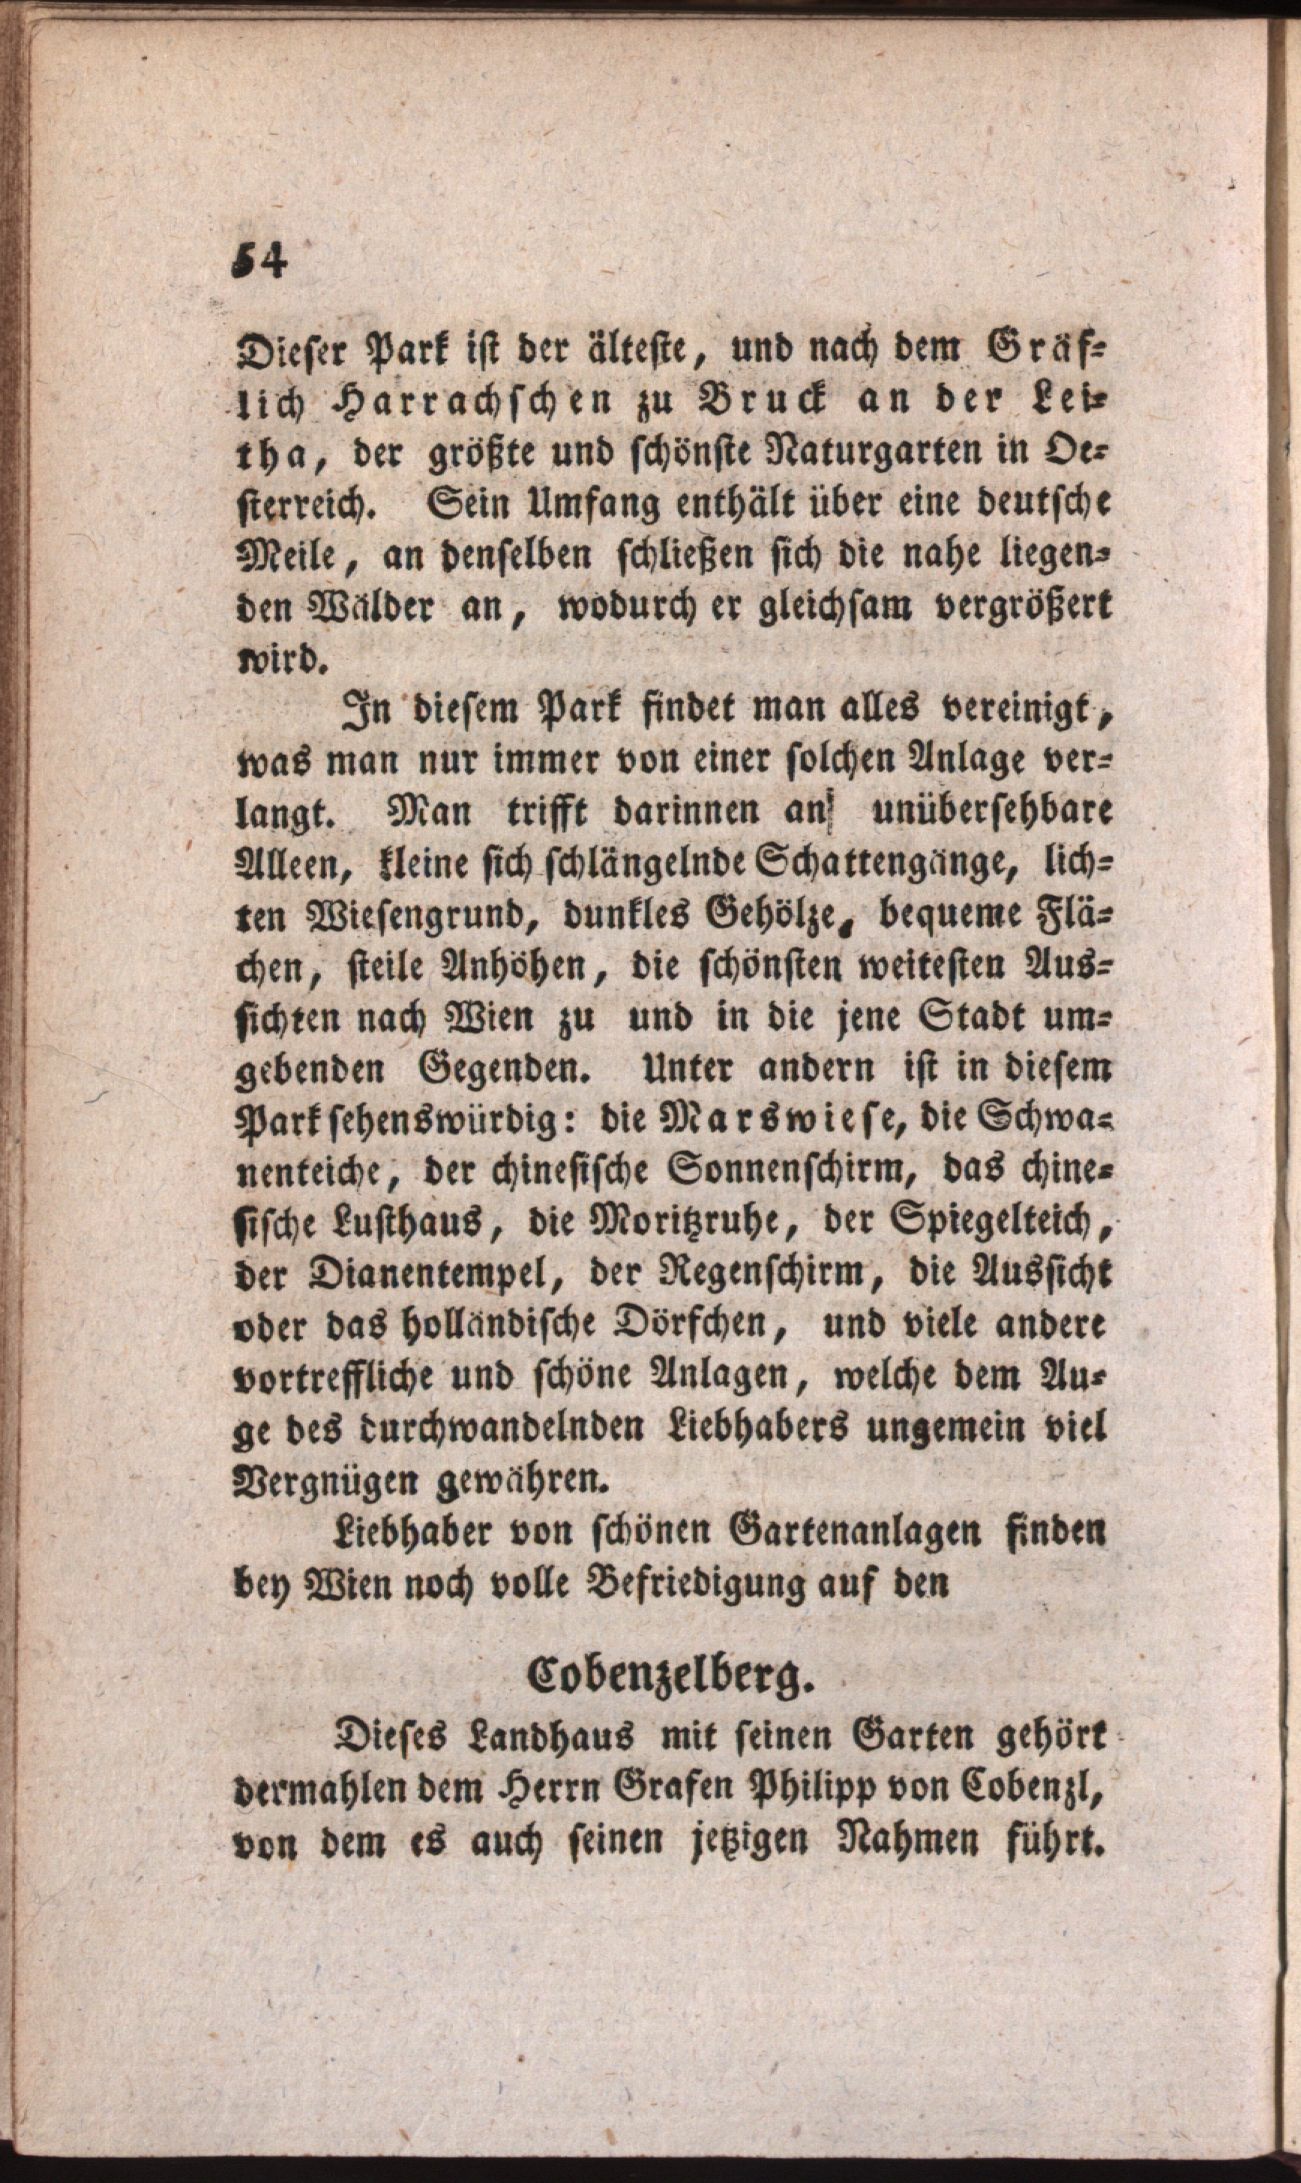 54
Dieser Park ist der älteste, und nach dem Gräf-
lich Harrachschen zu Bruck an der Lei-
tha, der größte und schönste Naturgarten in Oe-
sterreich. Sein Umfang enthält über eine deutsche
Meile, an denselben schließen sich die nahe liegen-
den Wälder an, wodurch er gleichsam vergrößert
wird.
In diesem Park findet man alles vereinigt,
was man nur immer von einer solchen Anlage ver-
langt. Man trifft darinnen an unübersehbare
Alleen, kleine sich schlängelnde Schattengänge, lich-
ten Wiesengrund, dunkles Gehölze, bequeme Flä-
chen, steile Anhöhen, die schönsten weitesten Aus-
sichten nach Wien zu und in die jene Stadt um-
gebenden Gegenden. Unter andern ist in diesem
Park sehenswürdig: die Marswiese, die Schwa-
nenteiche, der chinesische Sonnenschirm, das chine-
sische Lusthaus, die Moritzruhe, der Spiegelteich,
der Dianentempel, der Regenschirm, die Aussicht
oder das holländische Dörfchen, und viele andere
vortreffliche und schöne Anlagen, welche dem Au-
ge des durchwandelnden Liebhabers ungemein viel
Vergnügen gewähren.
Liebhaber von schönen Gartenanlagen finden
bey Wien noch volle Befriedigung auf den
Cobenzelberg.
Dieses Landhaus mit seinen Garten gehört
dermahlen dem Herrn Grafen Philipp von Cobenzl,
von dem es auch seinen jetzigen Nahmen führt.